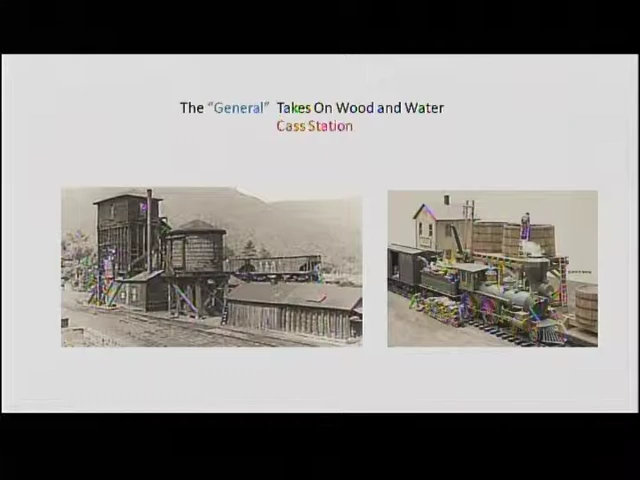 The “General” Takes On Wood and Water
Cass Station